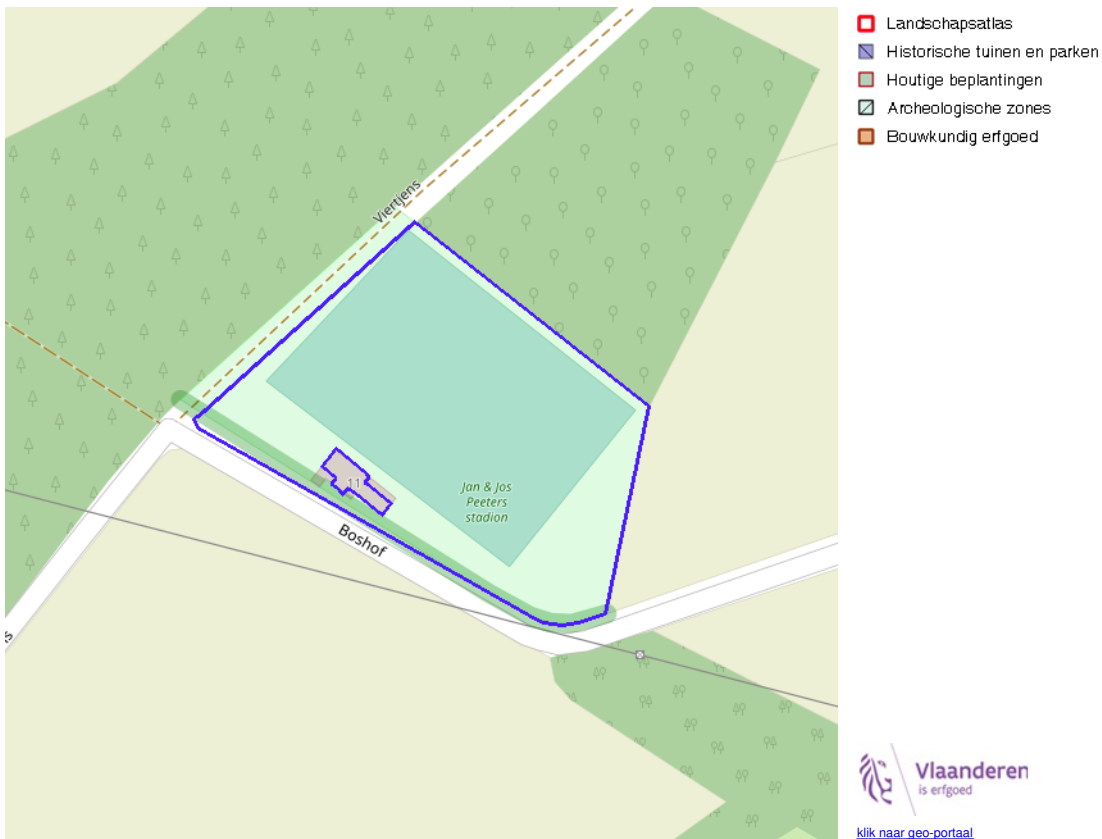 Viertjens
11
Jan & Jos
Peeters
stadion
Boshof
Landschapsatlas
Historische tuinen en parken
Houtige beplantingen
Archeologische zones
Bouwkundig erfgoed
Vlaanderen
is erfgoed
klik naar geo-portaal